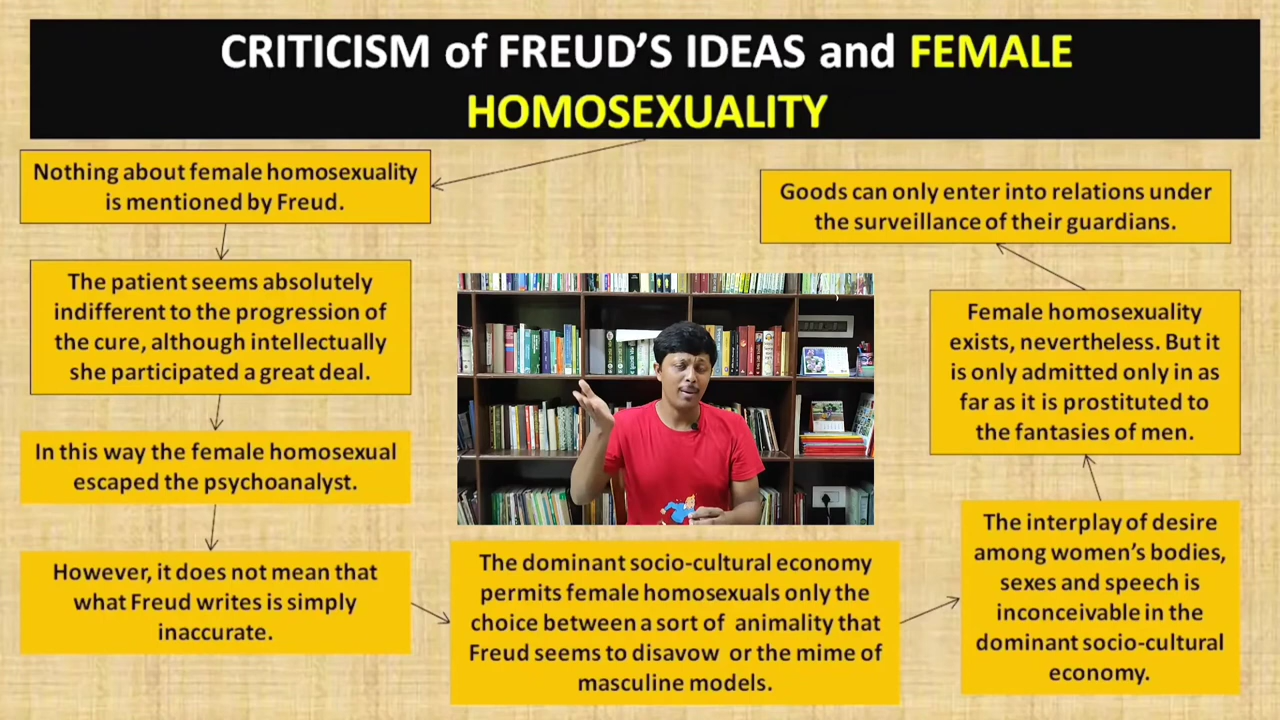 CRITICISM of FREUD'S IDEAS and FEMALE
HOMOSEXUALITY
Nothing about female homosexuality
is mentioned by Freud.
The patient seems absolutely
indifferent to the progression of
the cure, although intellectually
she participated a great deal.
In this way the female homosexual
escaped the psychoanalyst.
However, it does not mean that
what Freud writes is simply
inaccurate.
The dominant socio-cultural economy
permits female homosexuals only the
choice between a sort of animality that
Freud seems to disavow or the mime of
masculine models.
The interplay of desire
among women's bodies,
sexes and speech is
inconceivable in the
dominant socio-cultural
economy.
Female homosexuality
exists, nevertheless. But it
is only admitted only in as
far as it is prostituted to
the fantasies of men.
Goods can only enter into relations under
the surveillance of their guardians.